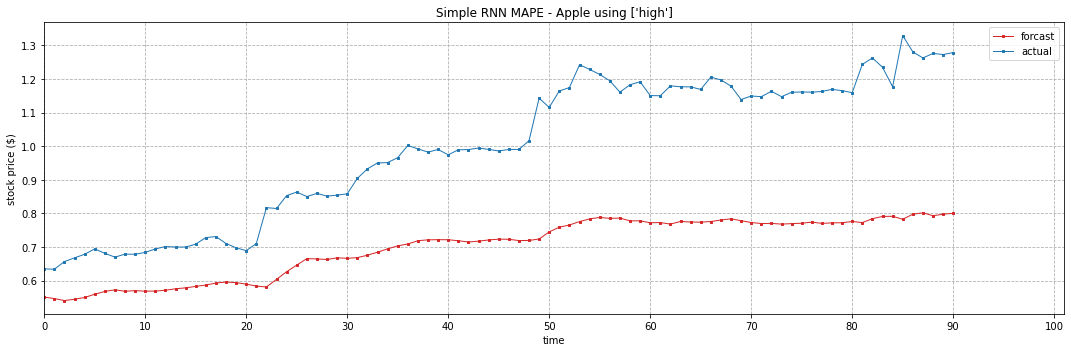 Simple RNN MAPE - Apple using ['high']
forcast
actual
stock price ($)
1.3
1.2
1.1
1.0
0.9
0.8
0.7
0.6
0 10 20 30 40 50 60 70 80 90 100
time